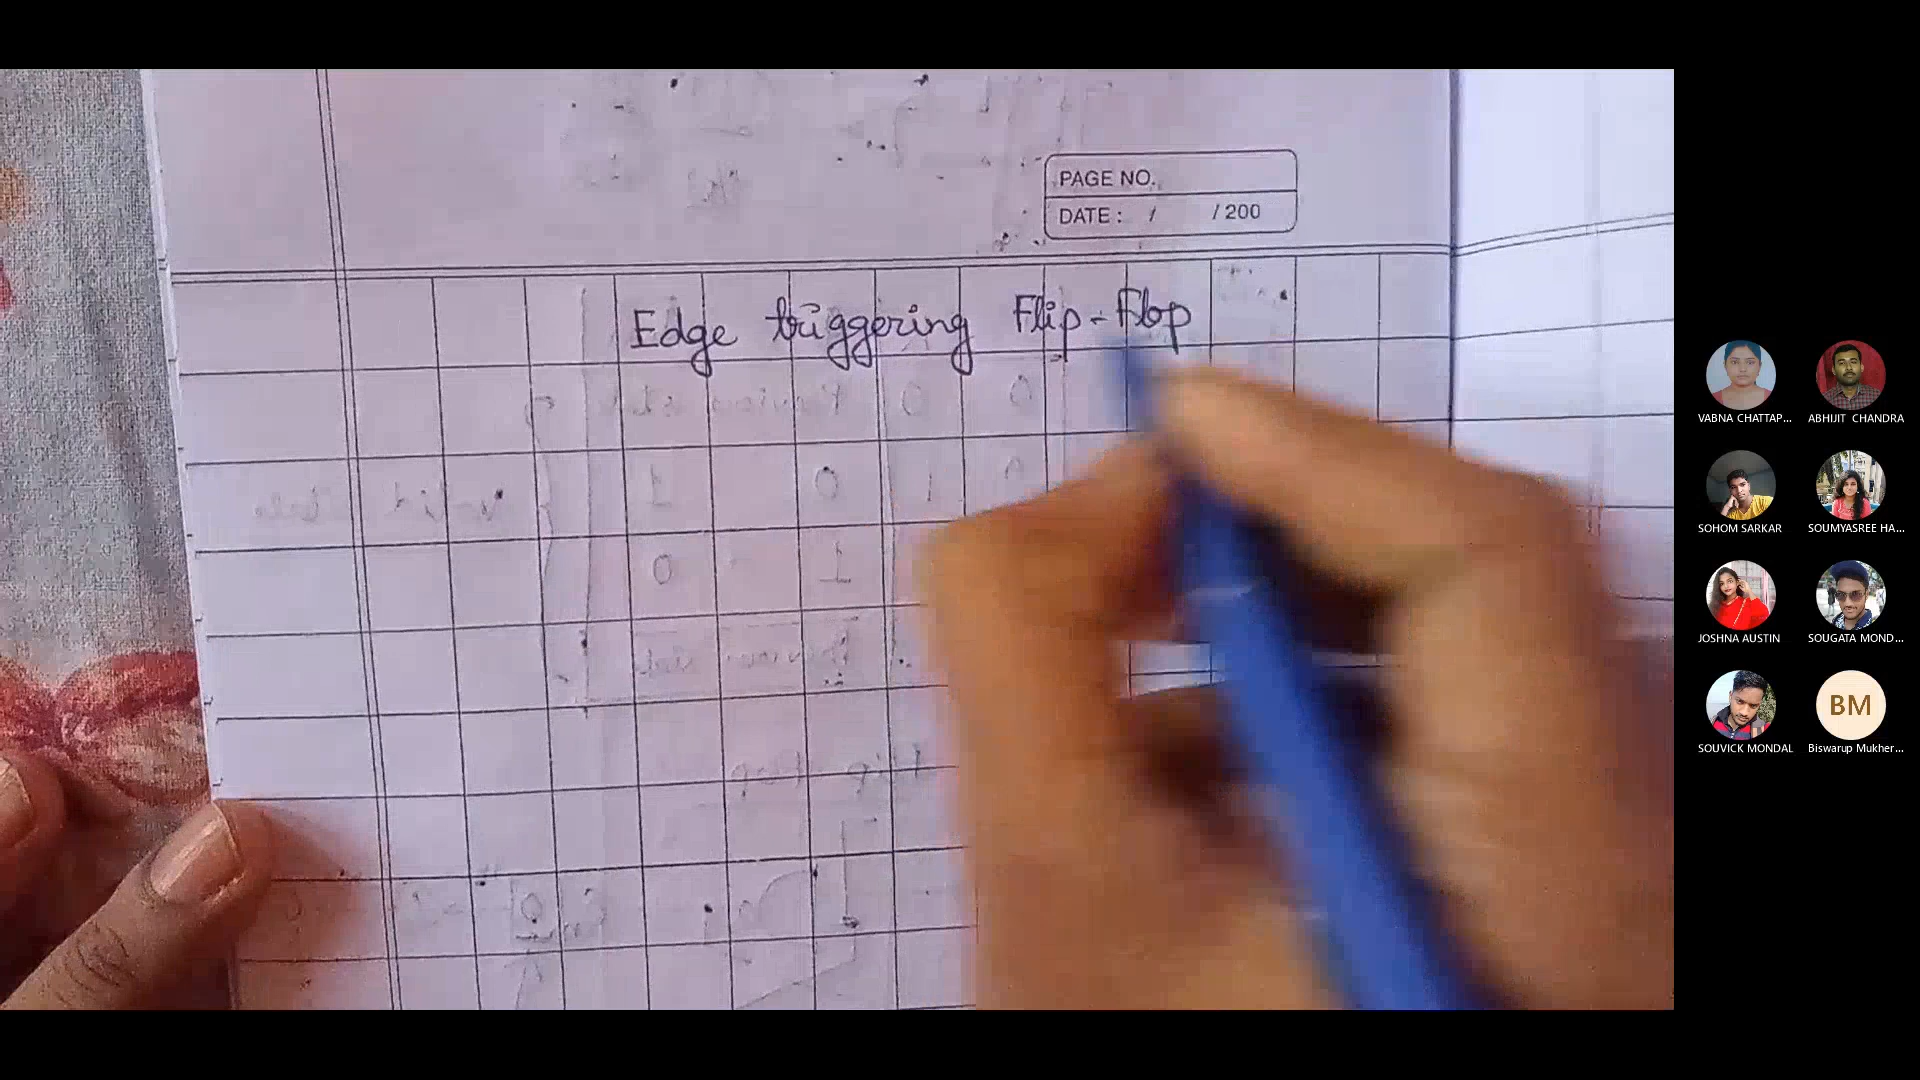 PAGE NO.
DATE : / / 200
Edge triggering Flip-Flop
VABNA CHATTAP...
ABHIJIT CHANDRA
SOHOM SARKAR
SOUMYASREE HA...
JOSHNA AUSTIN
SOUGATA MOND...
SOUVICK MONDAL
BM
Biswarup Mukher...